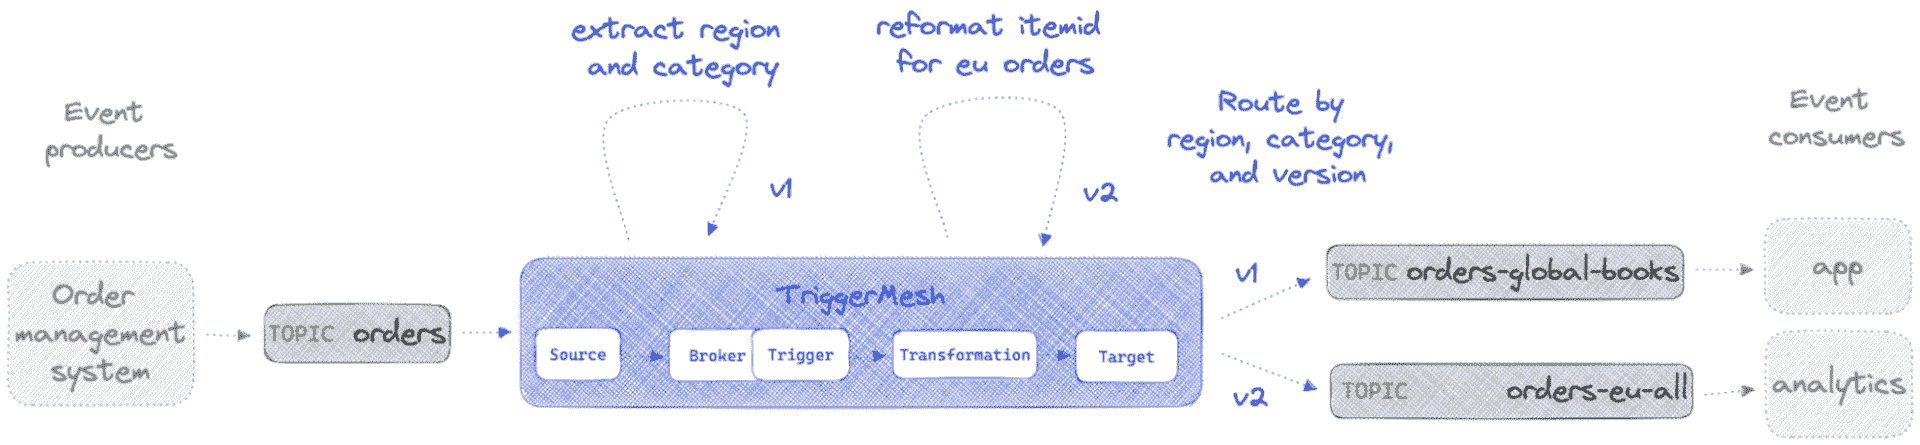 extract region
and category
reformat itemid
for eu orders
Event
producers
Route by
region, category,
and version
Event
consumers
v1
v2
Order
management
system
TOPIC orders
TriggerMesh
Source
Broker
Trigger
Transformation
Target
v1
TOPIC orders-global-books
app
v2
TOPIC orders-eu-all
analytics